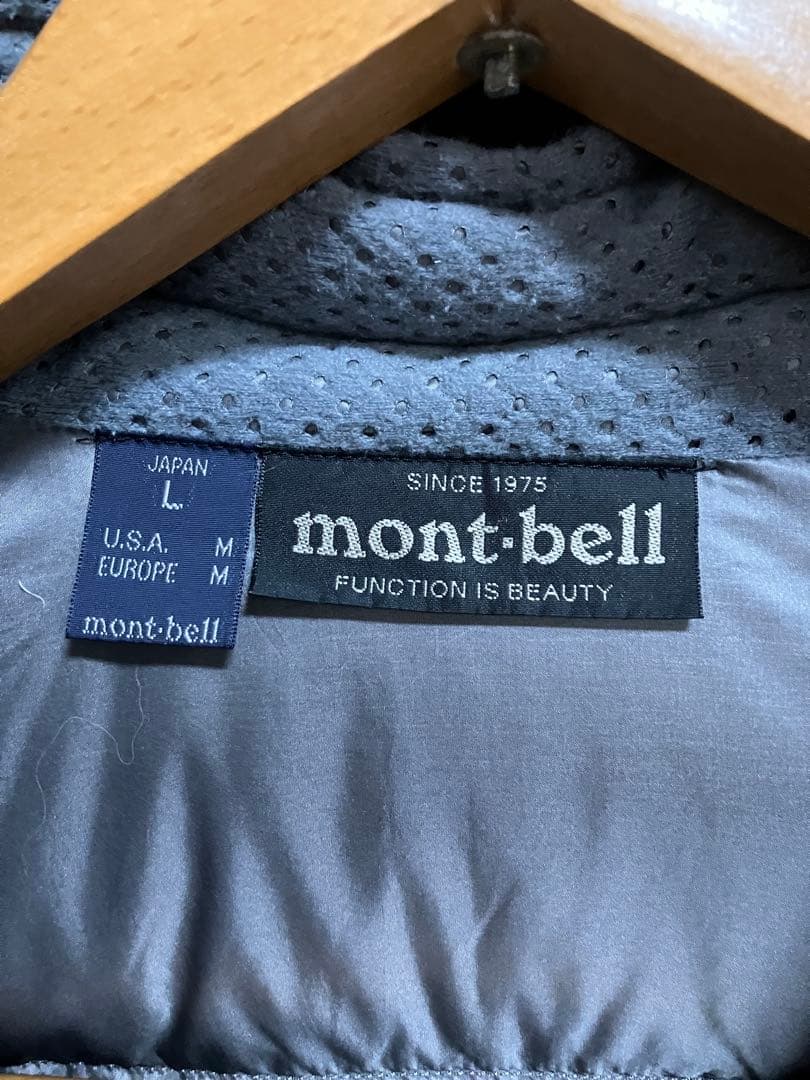 JAPAN
L
U.S.A. M
EUROPE M
mont·bell
SINCE 1975
mont·bell
FUNCTION IS BEAUTY